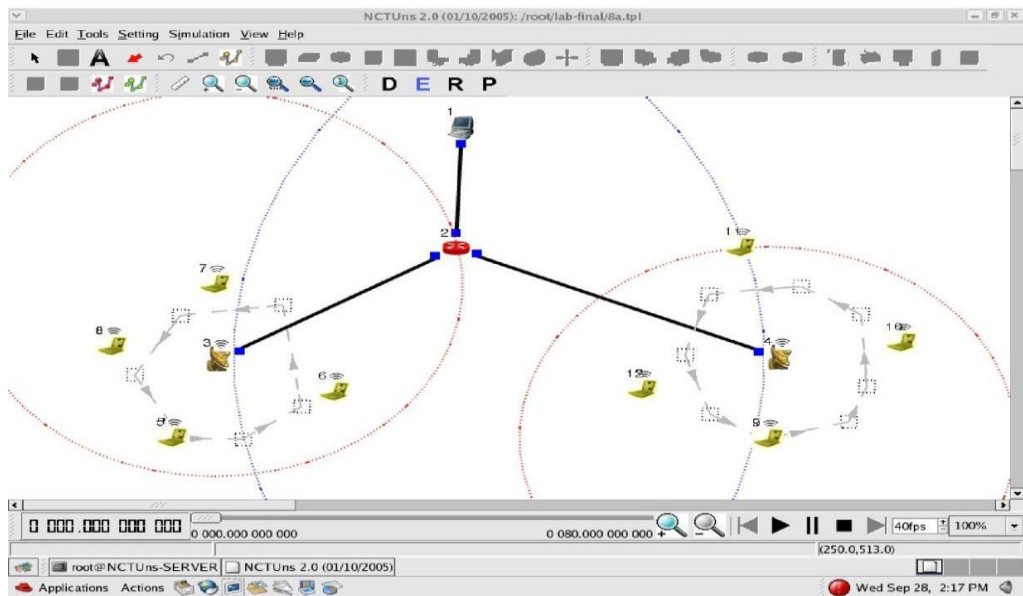 NCTUns 2.0 (01/10/2005): /root/lab-final/8a.tpl
File Edit Tools Setting Simulation View Help
A
D E R P
1
2
7
8
3
6
5
4
12
9
0 000.000 000 000
0 000.000 000 000
0 080.000 000 000
40fps
100%
(250.0,513.0)
root@NCTUns-SERVER
NCTUns 2.0 (01/10/2005)
Applications Actions
Wed Sep 28, 2:17 PM